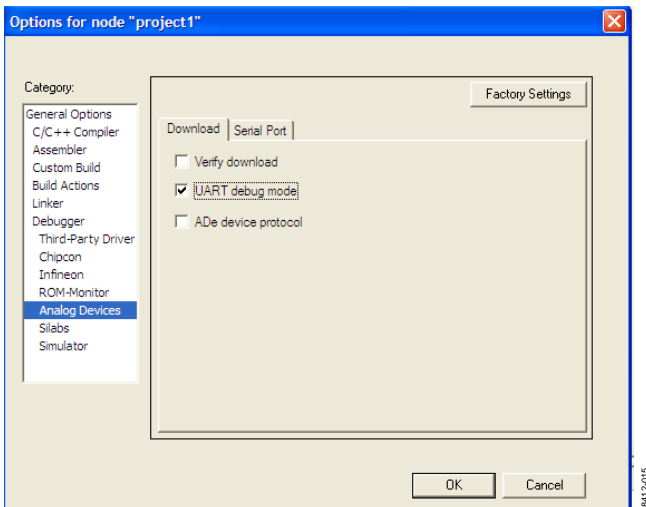 Options for node "project1"
Category:
Factory Settings
General Options
C/C++ Compiler
Assembler
Custom Build
Build Actions
Linker
Debugger
Third-Party Driver
Chipcon
Infineon
ROM-Monitor
Analog Devices
Silabs
Simulator
Download
Serial Port
Verify download
UART debug mode
ADe device protocol
OK
Cancel
8412-015